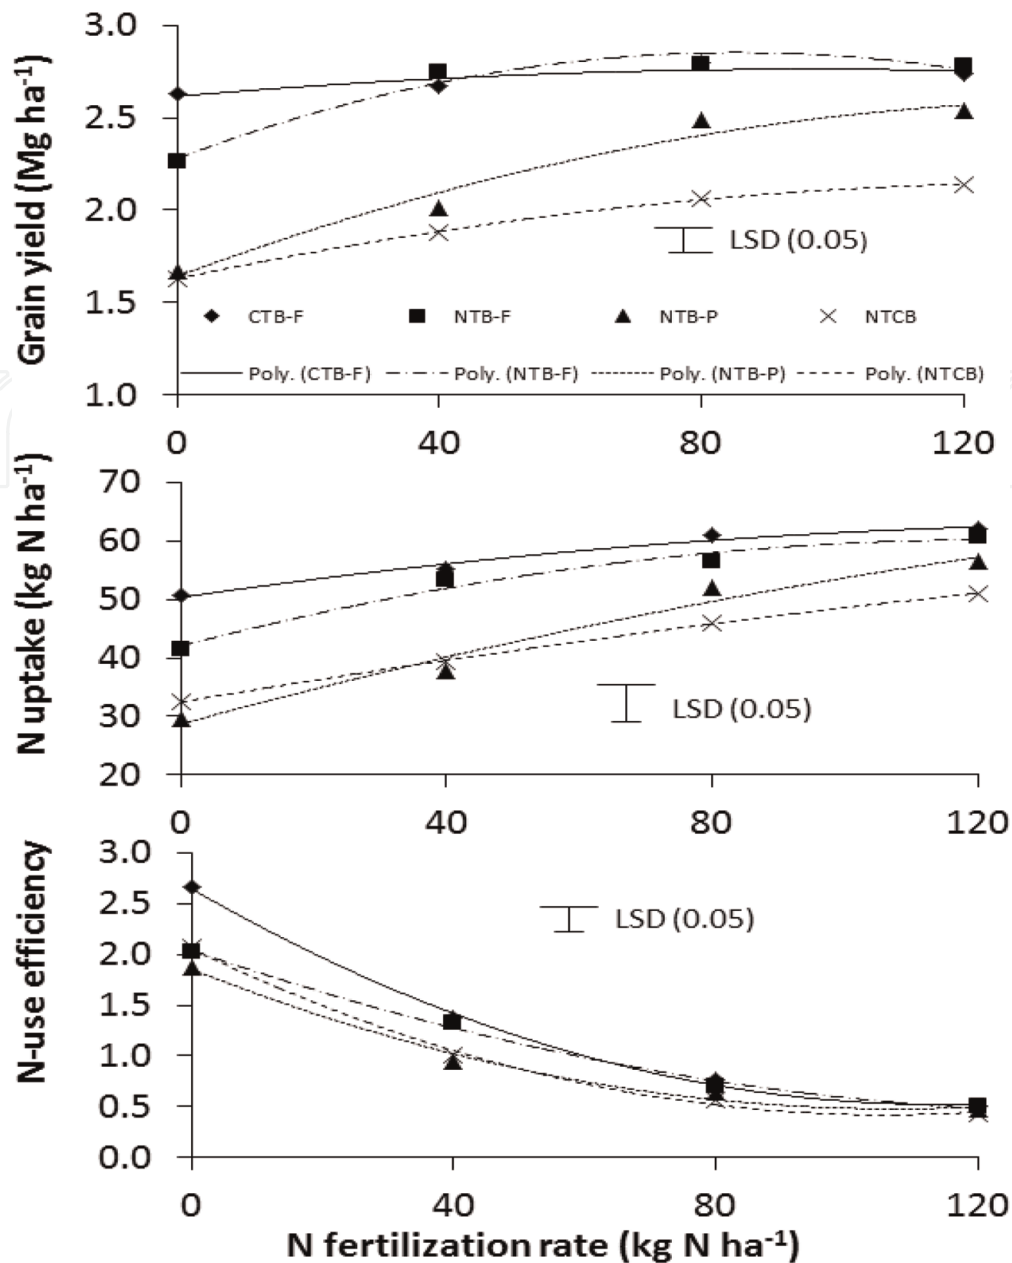 Grain yield (Mg ha⁻¹)
3.0
2.5
2.0
1.5
1.0
LSD (0.05)
CTB-F NTB-F NTB-P NTCB
Poly. (CTB-F) Poly. (NTB-F) Poly. (NTB-P) Poly. (NTCB)
0 40 80 120
N uptake (kg N ha⁻¹)
70
60
50
40
30
20
LSD (0.05)
0 40 80 120
N-use efficiency
3.0
2.5
2.0
1.5
1.0
0.5
0.0
LSD (0.05)
0 40 80 120
N fertilization rate (kg N ha⁻¹)